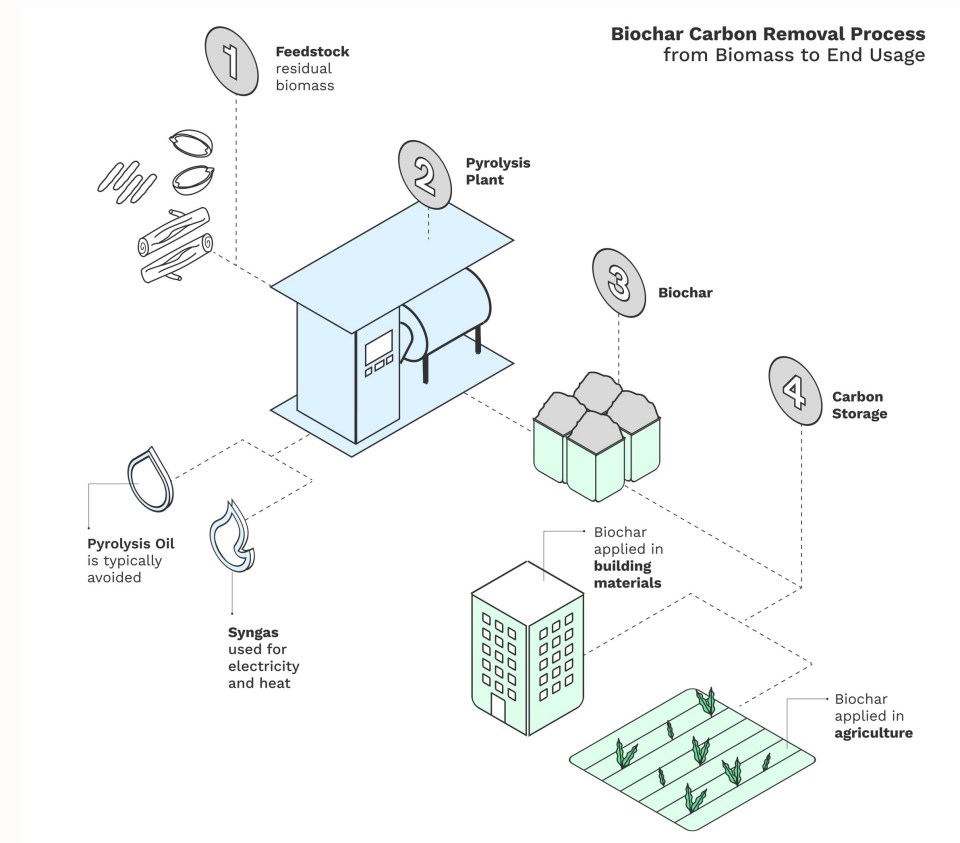 Biochar Carbon Removal Process
from Biomass to End Usage
1
Feedstock
residual
biomass
2
Pyrolysis
Plant
3
Biochar
4
Carbon
Storage
Pyrolysis Oil
is typically
avoided
Syngas
used for
electricity
and heat
Biochar
applied in
building
materials
Biochar
applied in
agriculture